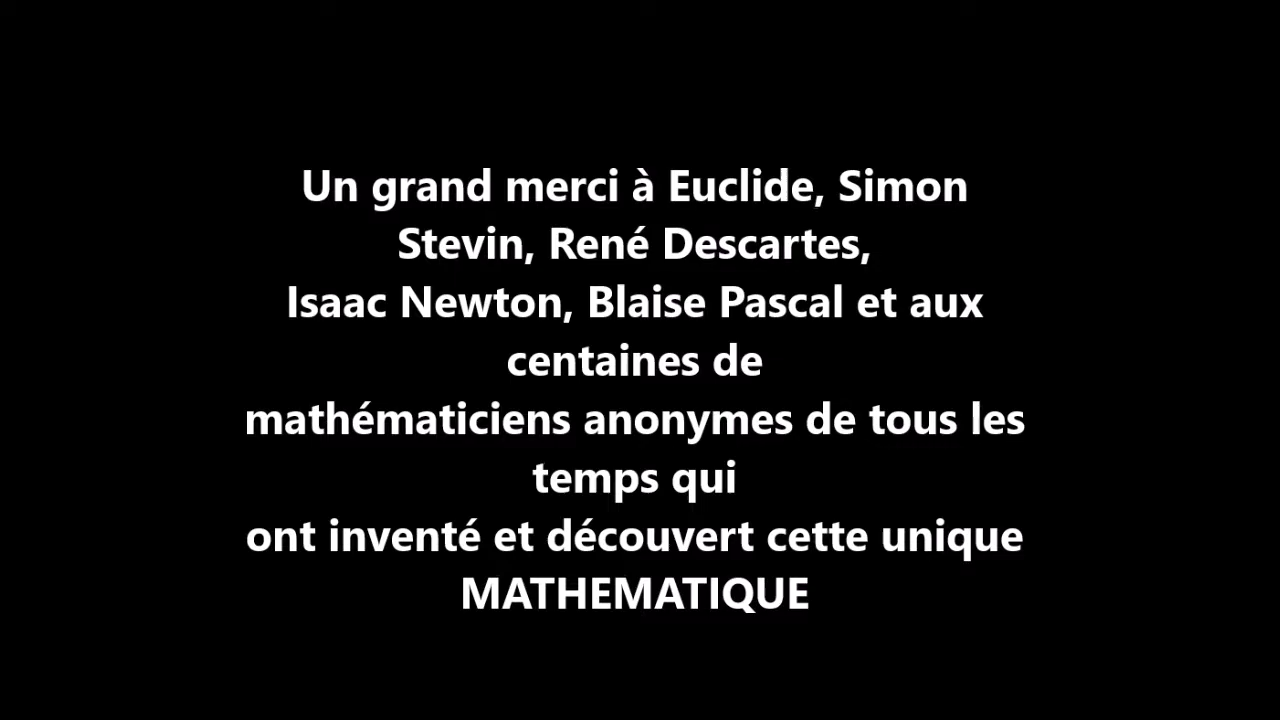 Un grand merci à Euclide, Simon
Stevin, René Descartes,
Isaac Newton, Blaise Pascal et aux
centaines de
mathématiciens anonymes de tous les
temps qui
ont inventé et découvert cette unique
MATHEMATIQUE